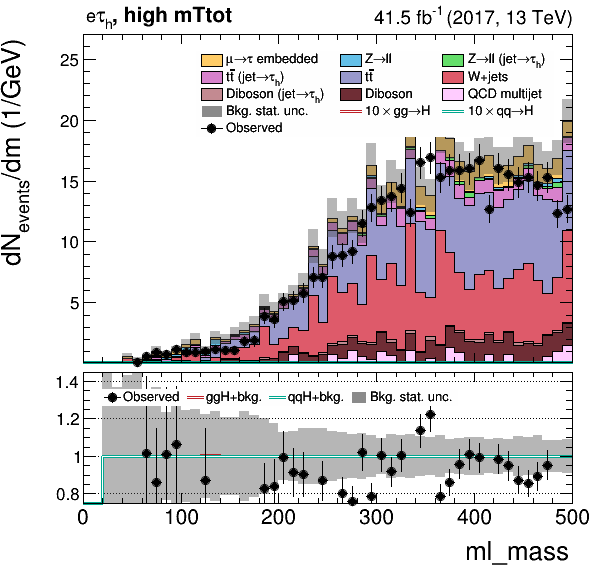 eτh, high mTtot 41.5 fb⁻¹ (2017, 13 TeV)
dNevents/dm (1/GeV)
μ→τ embedded Z→ll Z→ll (jet→τh)
tt̄ (jet→τh) tt̄ W+jets
Diboson (jet→τh) Diboson QCD multijet
Bkg. stat. unc. 10 × gg→H 10 × qq→H
Observed
25
20
15
10
5
Observed ggH+bkg. qqH+bkg. Bkg. stat. unc.
1.4
1.2
1
0.8
0 100 200 300 400 500
ml_mass